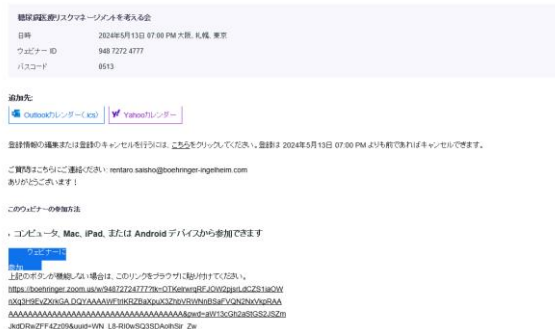 糖尿病医療リスクマネージメントを考える会
日時 2024年5月13日 07:00 PM 大阪、札幌、東京
ウェビナー ID 948 7272 4777
パスコード 0513
追加先:
Outlookカレンダー(.ics) Yahooカレンダー
登録情報の編集または登録のキャンセルを行うには、こちらをクリックしてください。登録は 2024年5月13日 07:00 PM よりも前であればキャンセルできます。
ご質問はこちらにご連絡ください: rentaro.saisho@boehringer-ingelheim.com
ありがとうございます！
このウェビナーの参加方法
・コンピュータ、Mac、iPad、または Android デバイスから参加できます
ウェビナーに
参加
上記のボタンが機能しない場合は、このリンクをブラウザに貼り付けてください。